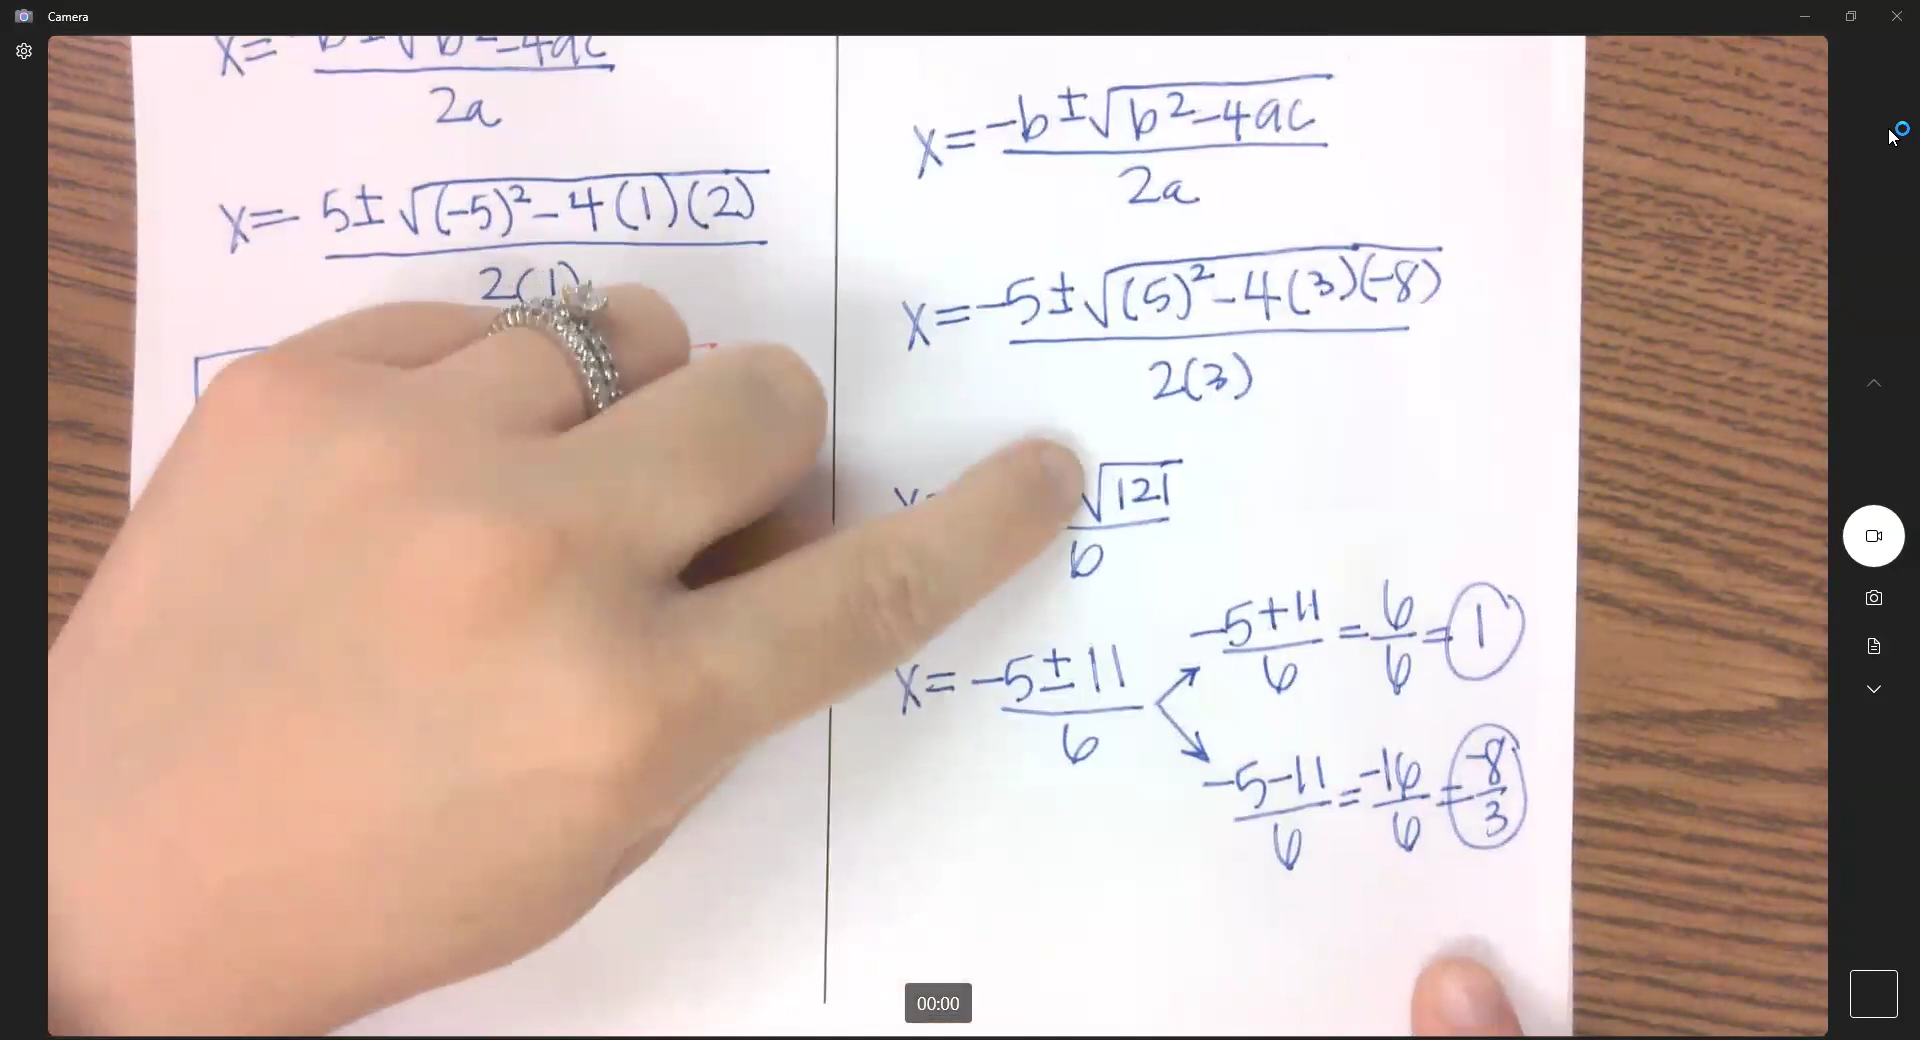 Camera
x = -b ± √b² - 4ac
2a
x = 5 ± √(-5)² - 4(1)(2)
2(1)
x = -b ± √b² - 4ac
2a
x = -5 ± √(5)² - 4(3)(-8)
2(3)
√121
6
x = -5 ± 11
6
-5 + 11 = 6 = 1
6 6
-5 - 11 = -16 = -8
6 6 3
00:00